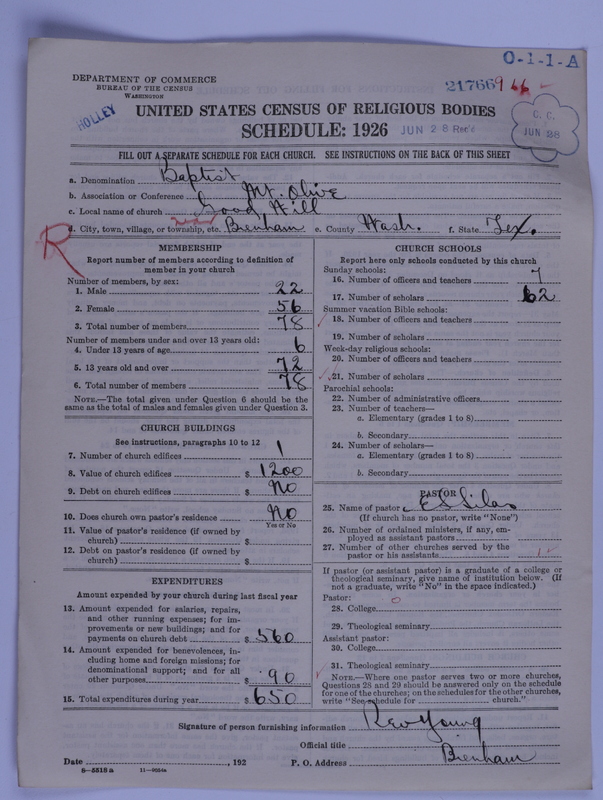 O-1-1-A
DEPARTMENT OF COMMERCE
BUREAU OF THE CENSUS
WASHINGTON
21766 9 66
HOLLEY
UNITED STATES CENSUS OF RELIGIOUS BODIES
SCHEDULE: 1926
JUN 28 Rec'd
C. C.
JUN 28
FILL OUT A SEPARATE SCHEDULE FOR EACH CHURCH. SEE INSTRUCTIONS ON THE BACK OF THIS SHEET
a. Denomination Baptist
b. Association or Conference Mt. Olive
c. Local name of church Good Will
d. City, town, village, or township, etc. near Brenham e. County Wash. f. State Tex.
R
MEMBERSHIP
Report number of members according to definition of
member in your church
Number of members, by sex:
1. Male 22
2. Female 56
3. Total number of members 78
Number of members under and over 13 years old:
4. Under 13 years of age 6
5. 13 years old and over 72
6. Total number of members 78
NOTE.—The total given under Question 6 should be the
same as the total of males and females given under Question 3.
CHURCH BUILDINGS
See instructions, paragraphs 10 to 12
7. Number of church edifices 1
8. Value of church edifices $ 1200
9. Debt on church edifices $ No
10. Does church own pastor's residence No
Yes or No
11. Value of pastor's residence (if owned by
church) $
12. Debt on pastor's residence (if owned by
church) $
EXPENDITURES
Amount expended by your church during last fiscal year
13. Amount expended for salaries, repairs,
and other running expenses; for im-
provements or new buildings; and for
payments on church debt $ 560
14. Amount expended for benevolences, in-
cluding home and foreign missions; for
denominational support; and for all
other purposes $ 90
15. Total expenditures during year $ 650
CHURCH SCHOOLS
Report here only schools conducted by this church
Sunday schools:
16. Number of officers and teachers 7
17. Number of scholars 62
Summer vacation Bible schools:
18. Number of officers and teachers
19. Number of scholars
Week-day religious schools:
20. Number of officers and teachers
21. Number of scholars
Parochial schools:
22. Number of administrative officers
23. Number of teachers—
a. Elementary (grades 1 to 8)
b. Secondary
24. Number of scholars—
a. Elementary (grades 1 to 8)
b. Secondary
PASTOR
25. Name of pastor E S Silas
(If church has no pastor, write "None")
26. Number of ordained ministers, if any, em-
ployed as assistant pastors
27. Number of other churches served by the
pastor or his assistants 1
If pastor (or assistant pastor) is a graduate of a college or
theological seminary, give name of institution below. (If
not a graduate, write "No" in the space indicated.)
Pastor: 0
28. College
29. Theological seminary
Assistant pastor:
30. College
31. Theological seminary
NOTE.—Where one pastor serves two or more churches,
Questions 28 and 29 should be answered only on the schedule
for one of the churches; on the schedules for the other churches,
write "See schedule for church."
Signature of person furnishing information Rev Young
Official title
Date , 192 P. O. Address Brenham
8-5518 a 11-9054a